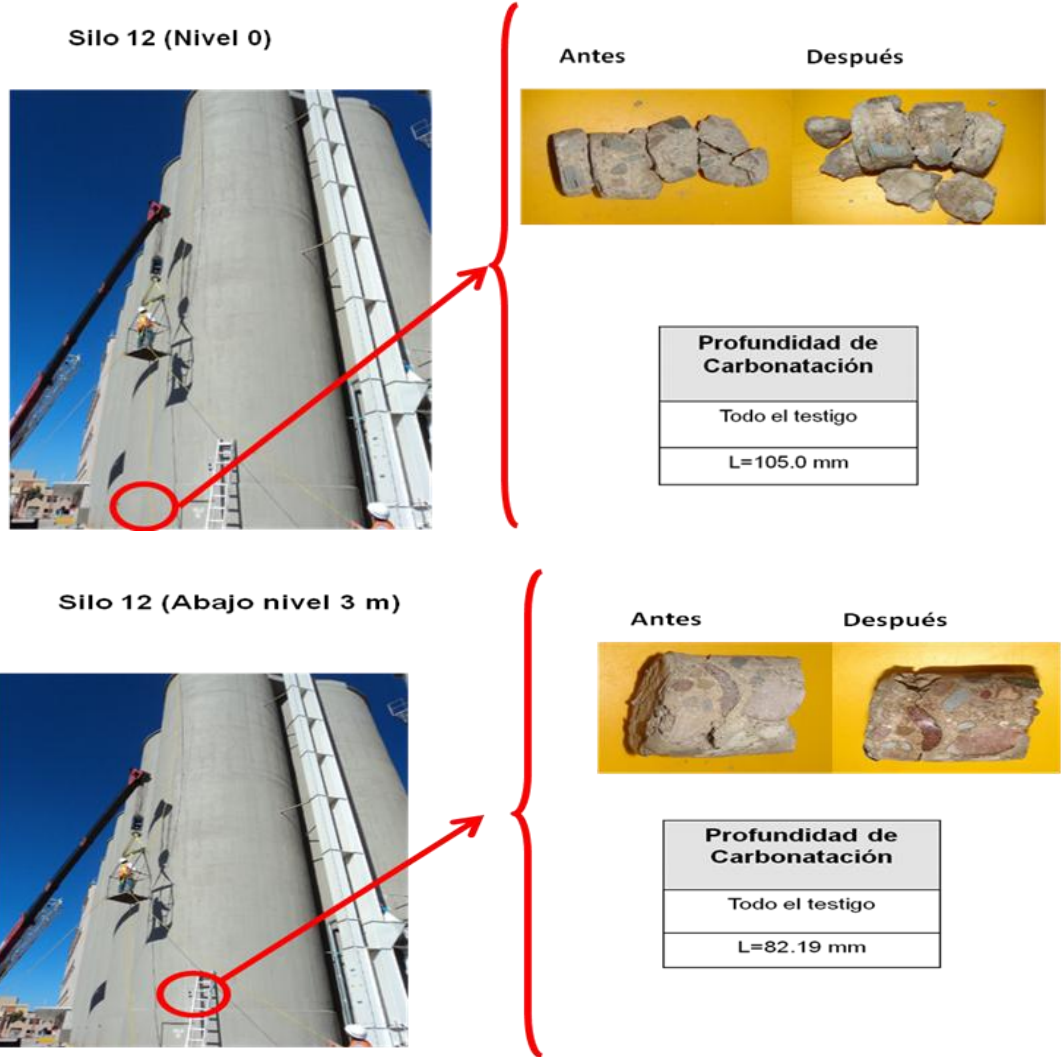 Silo 12 (Nivel 0)
Antes
Después
Profundidad de
Carbonatación
Todo el testigo
L=105.0 mm
Silo 12 (Abajo nivel 3 m)
Antes
Después
Profundidad de
Carbonatación
Todo el testigo
L=82.19 mm